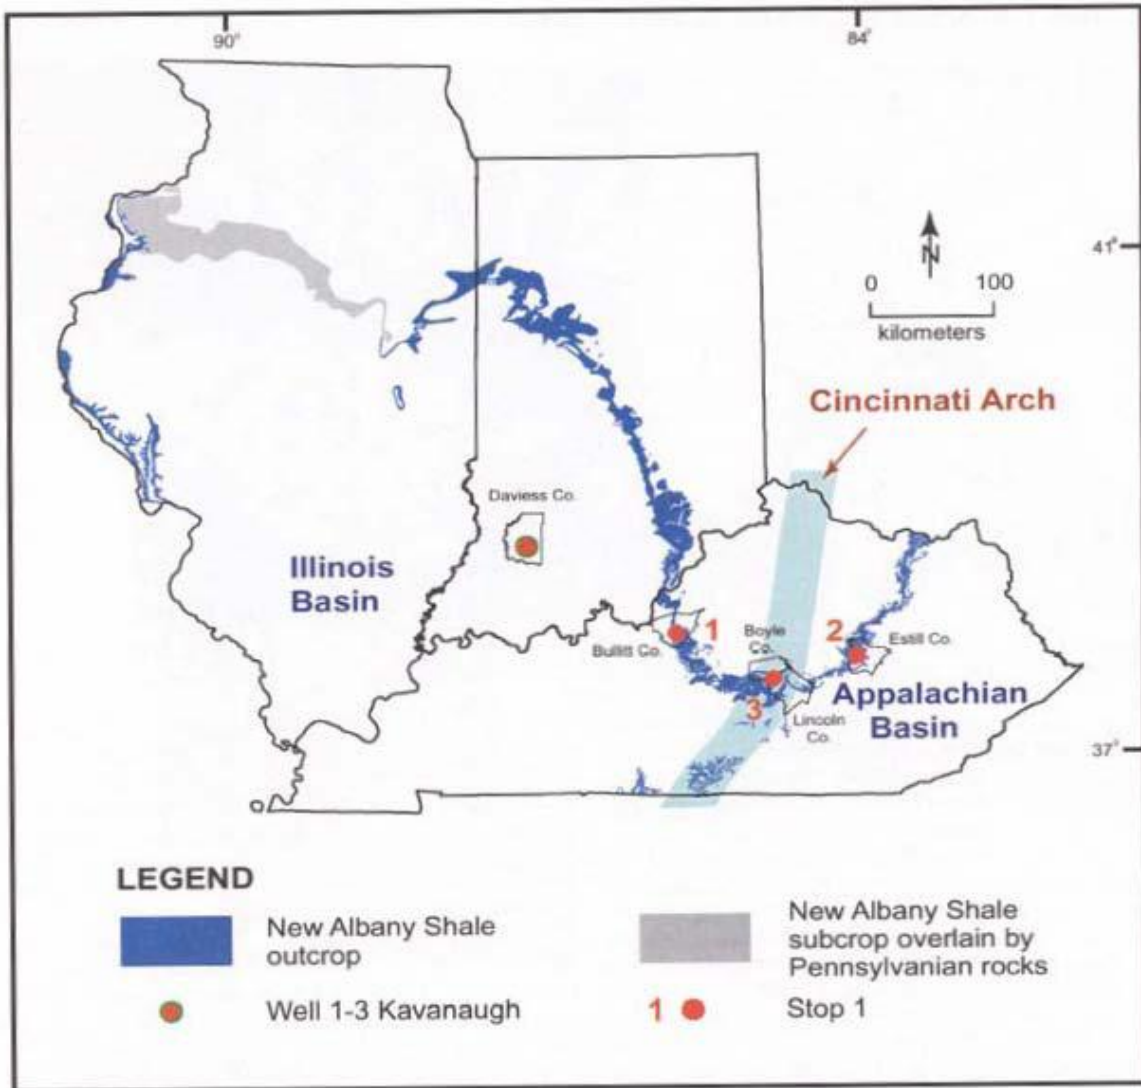 90°
84°
41°
N
0 100
kilometers
Cincinnati Arch
Daviess Co.
Illinois
Basin
Bullitt Co.
1
Boyle
Co.
2
Estill Co.
3
Lincoln
Co.
Appalachian
Basin
37°
LEGEND
New Albany Shale
outcrop
New Albany Shale
subcrop overlain by
Pennsylvanian rocks
Well 1-3 Kavanaugh
1 Stop 1